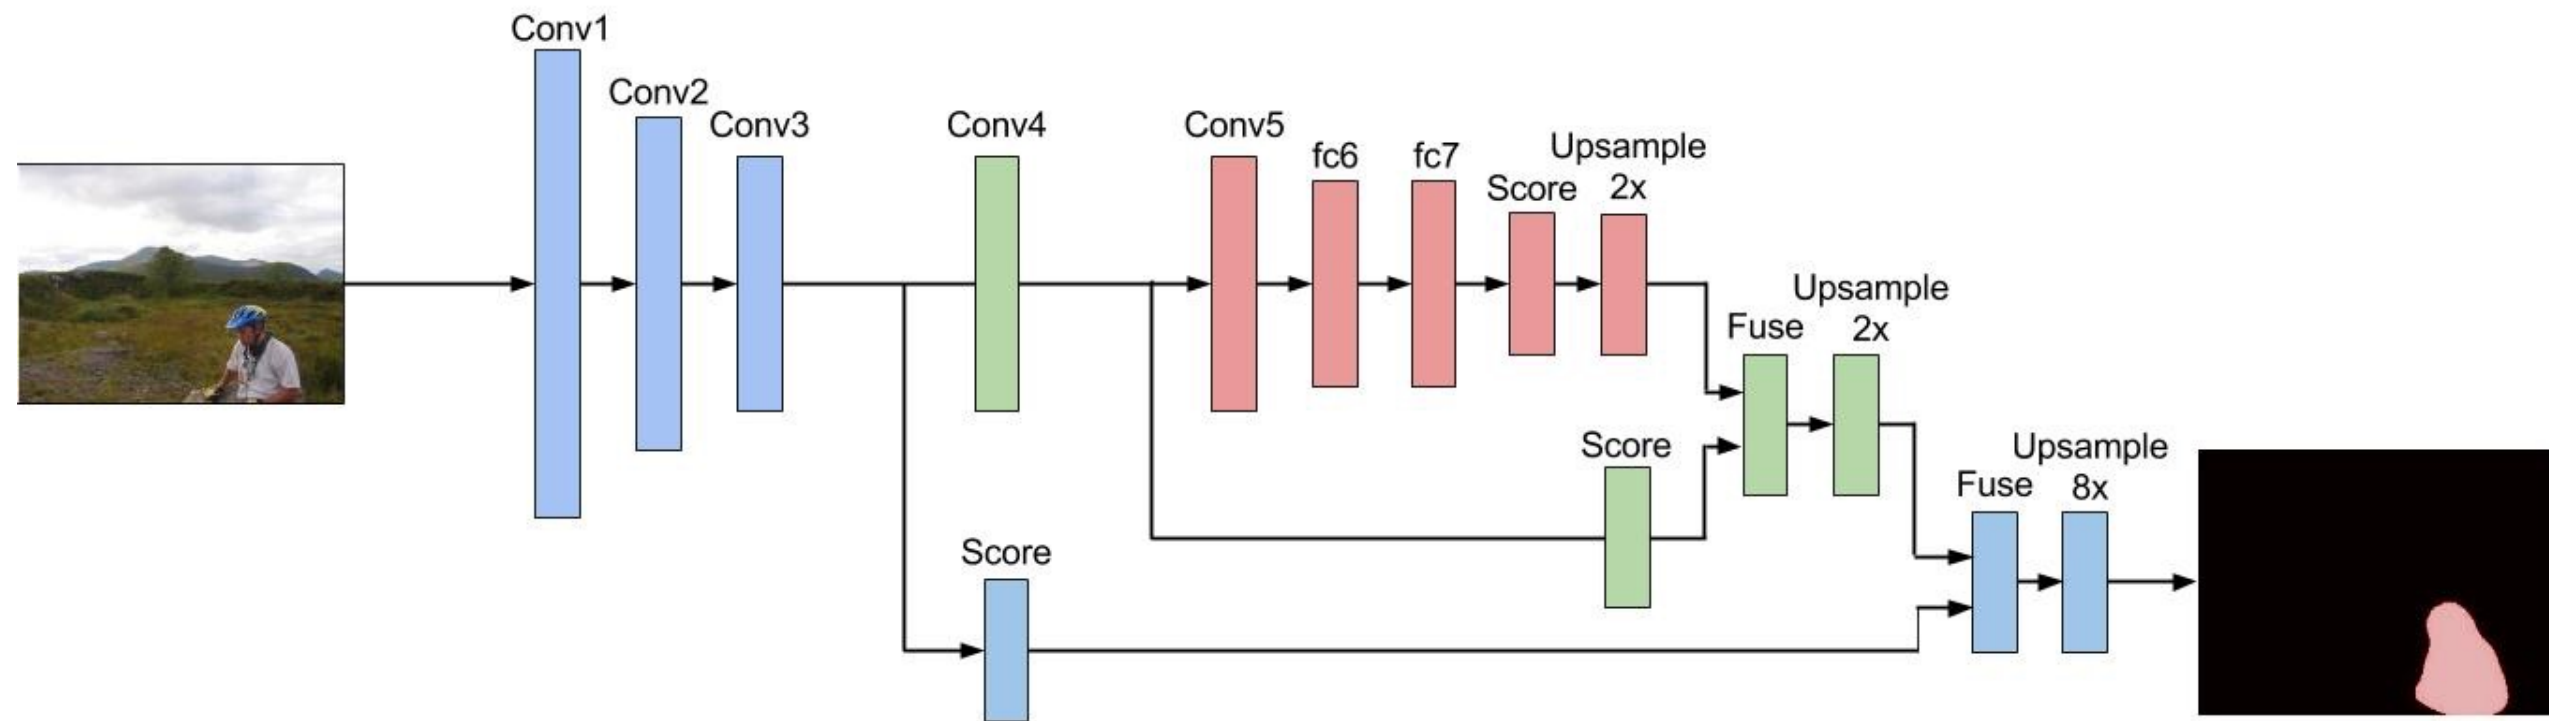 Conv1
Conv2
Conv3
Conv4
Conv5
fc6
fc7
Score
Upsample
2x
Fuse
Upsample
2x
Score
Fuse
Upsample
8x
Score